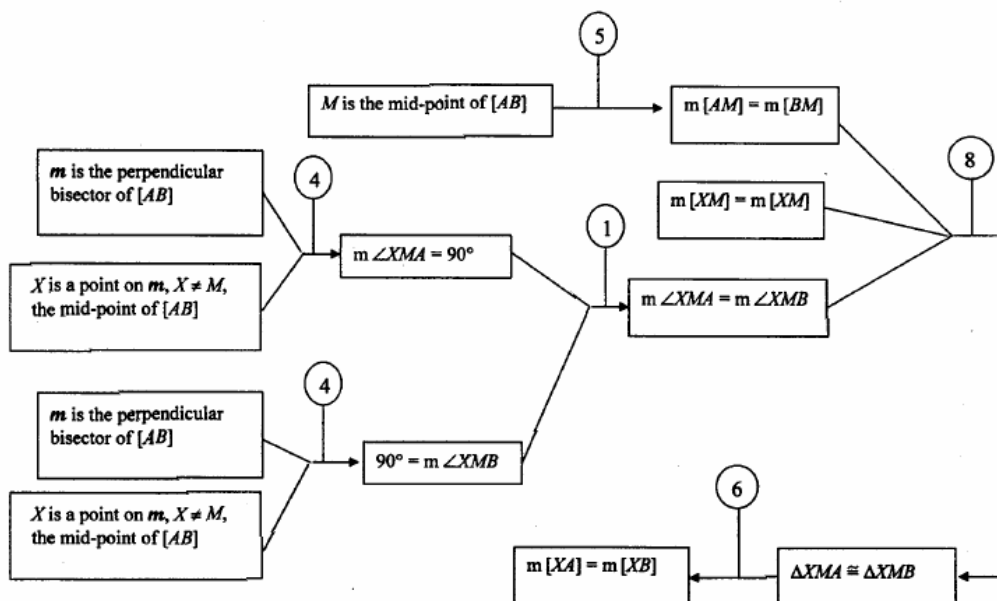 5
M is the mid-point of [AB]
m [AM] = m [BM]
8
m is the perpendicular
bisector of [AB]
4
m [XM] = m [XM]
1
X is a point on m, X ≠ M,
the mid-point of [AB]
m ∠XMA = 90°
m ∠XMA = m ∠XMB
m is the perpendicular
bisector of [AB]
4
90° = m ∠XMB
X is a point on m, X ≠ M,
the mid-point of [AB]
6
m [XA] = m [XB]
ΔXMA ≅ ΔXMB